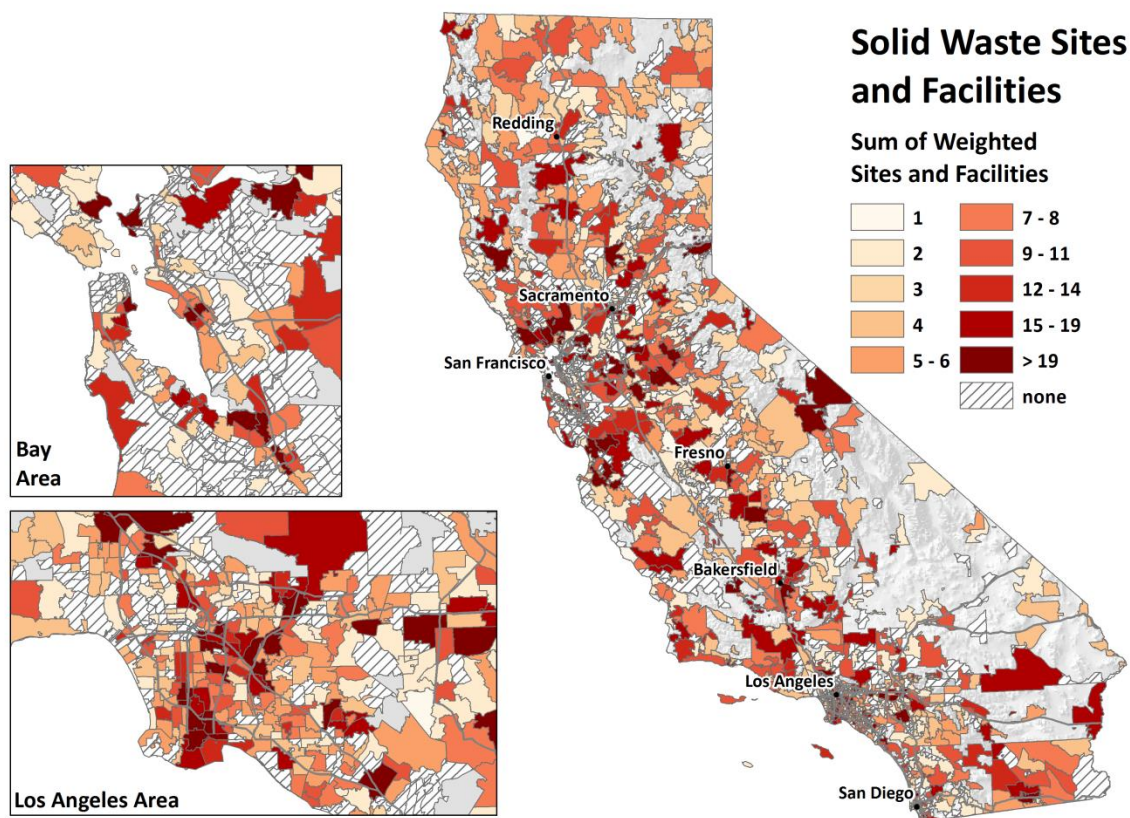 Solid Waste Sites
and Facilities
Sum of Weighted
Sites and Facilities
1
2
3
4
5 - 6
7 - 8
9 - 11
12 - 14
15 - 19
> 19
none
Redding
Sacramento
San Francisco
Fresno
Bakersfield
Los Angeles
San Diego
Bay
Area
Los Angeles Area